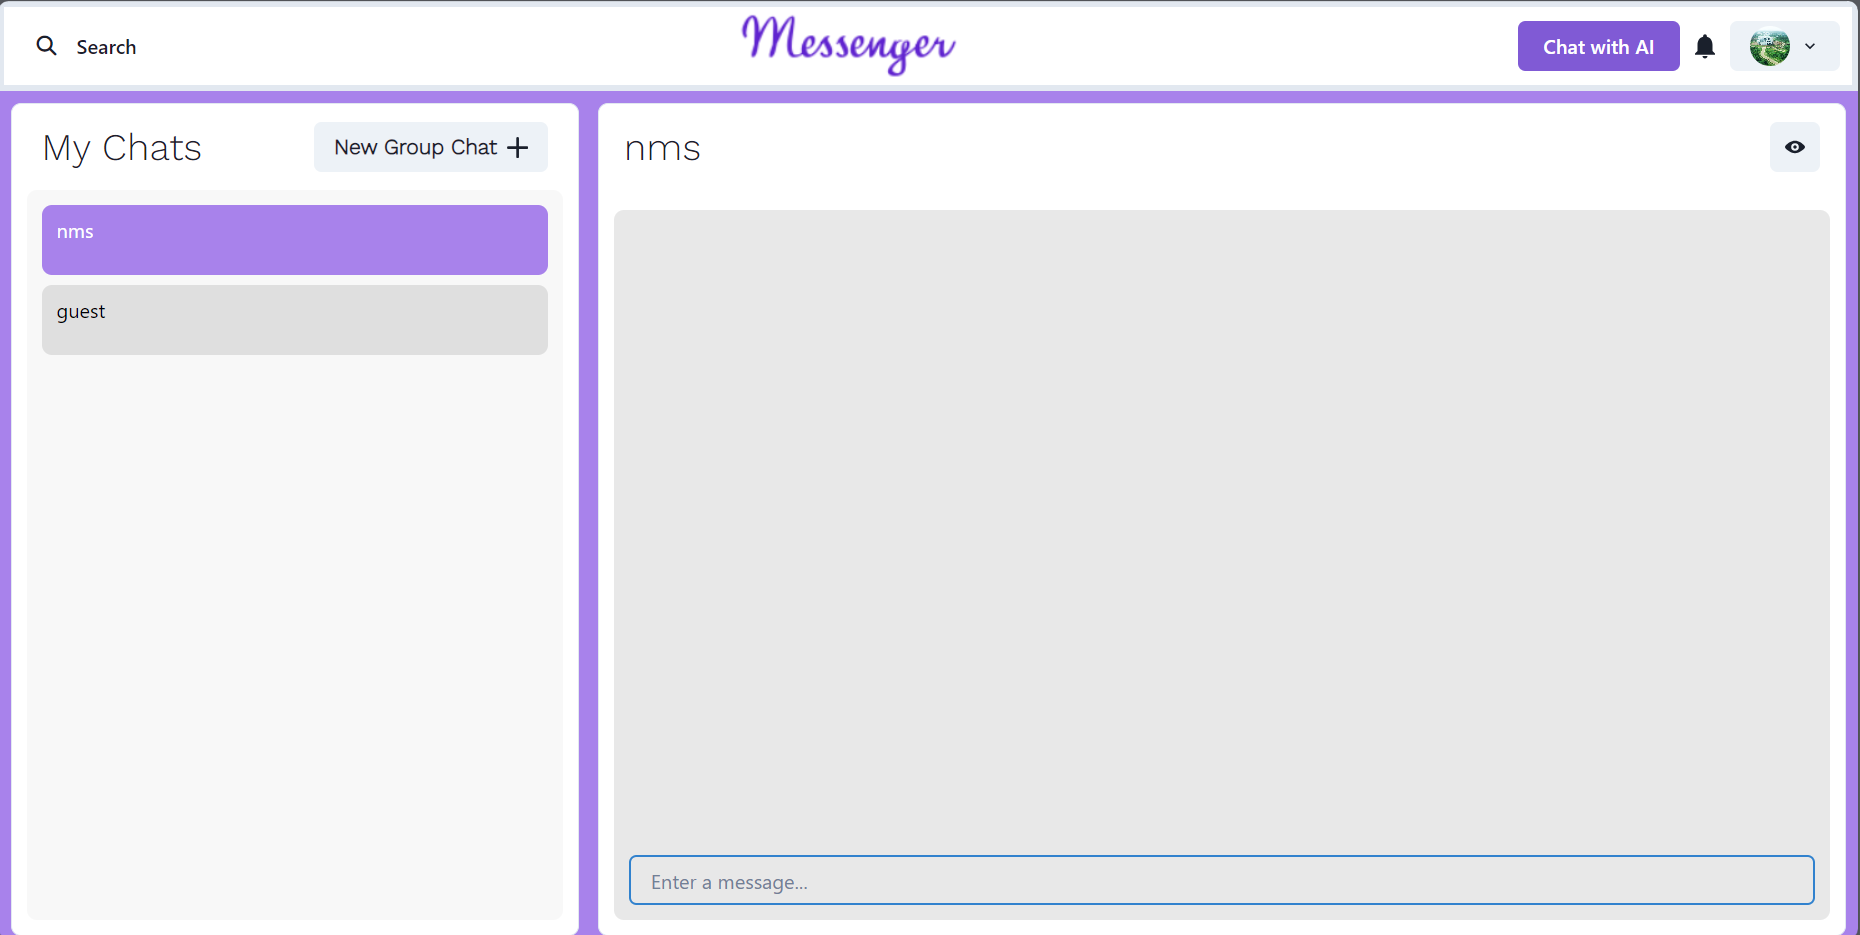 Search
Messenger
Chat with AI
My Chats
New Group Chat
nms
guest
nms
Enter a message...